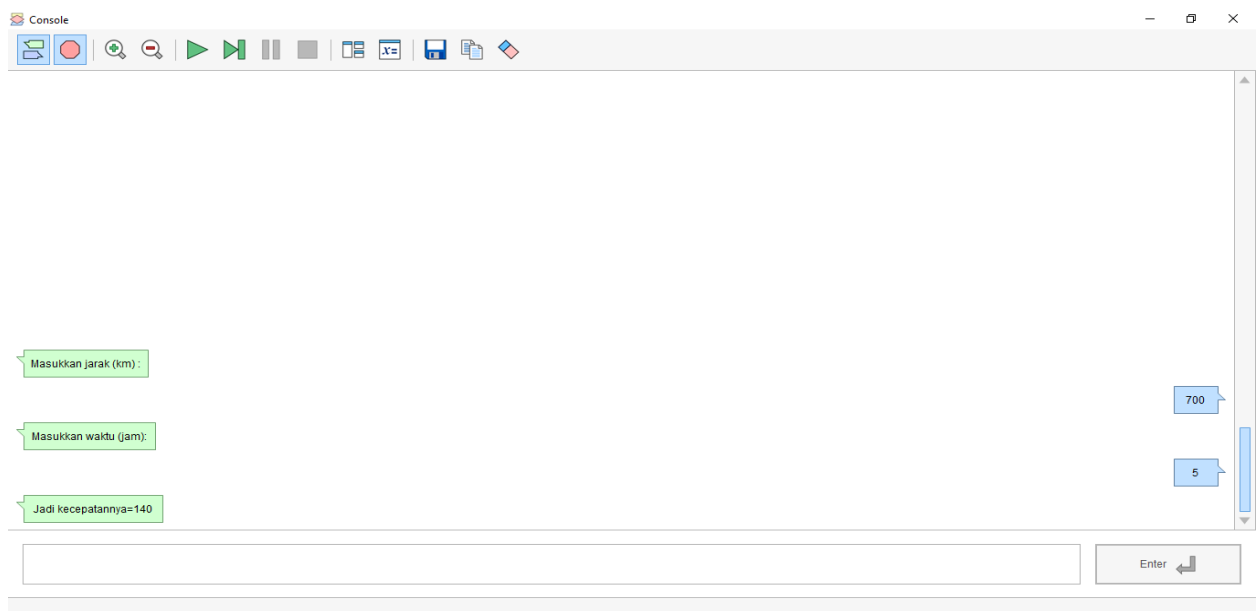 Console
x=
Masukkan jarak (km) :
700
Masukkan waktu (jam):
5
Jadi kecepatannya=140
Enter